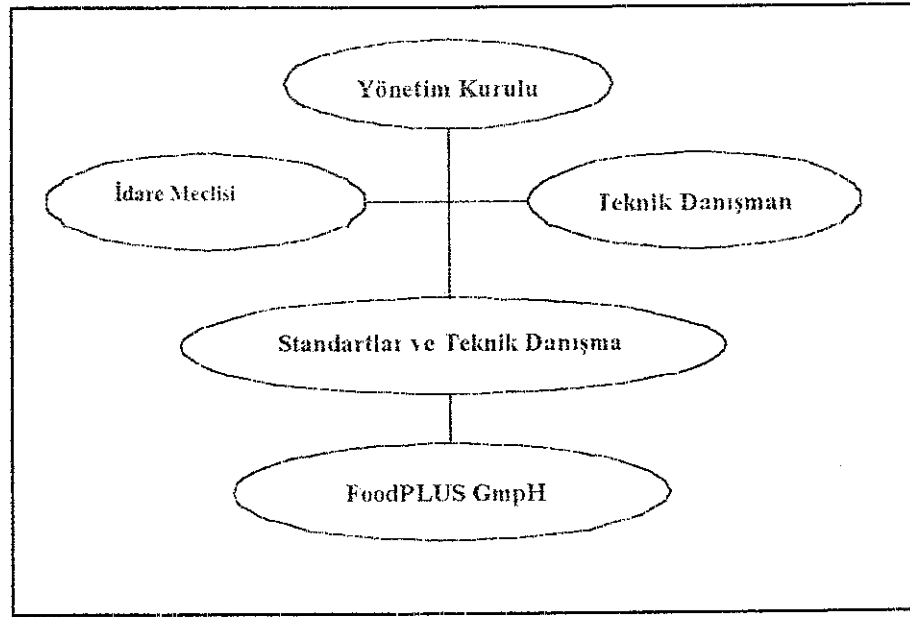 Yönetim Kurulu
İdare Meclisi
Teknik Danışman
Standartlar ve Teknik Danışma
FoodPLUS GmpH